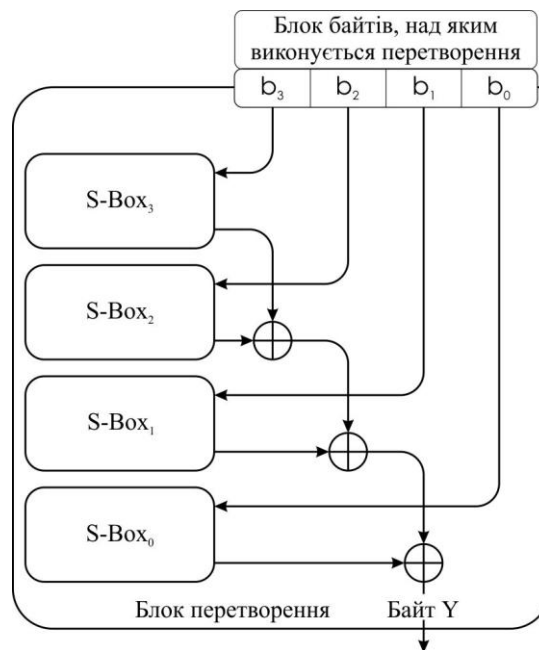 Блок байтів, над яким
виконується перетворення
b₃ b₂ b₁ b₀
S-Box₃
S-Box₂
S-Box₁
S-Box₀
Блок перетворення Байт Y